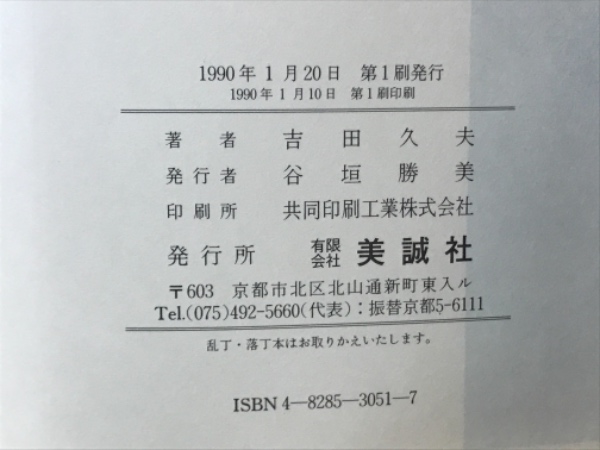 1990年1月20日 第1刷発行
1990年1月10日 第1刷印刷
著者 吉田久夫
発行者 谷垣勝美
印刷所 共同印刷工業株式会社
発行所 有限会社 美誠社
〒603 京都市北区北山通新町東入ル
Tel.(075)492-5660(代表):振替京都5-6111
乱丁・落丁本はお取りかえいたします。
ISBN4—8285—3051—7